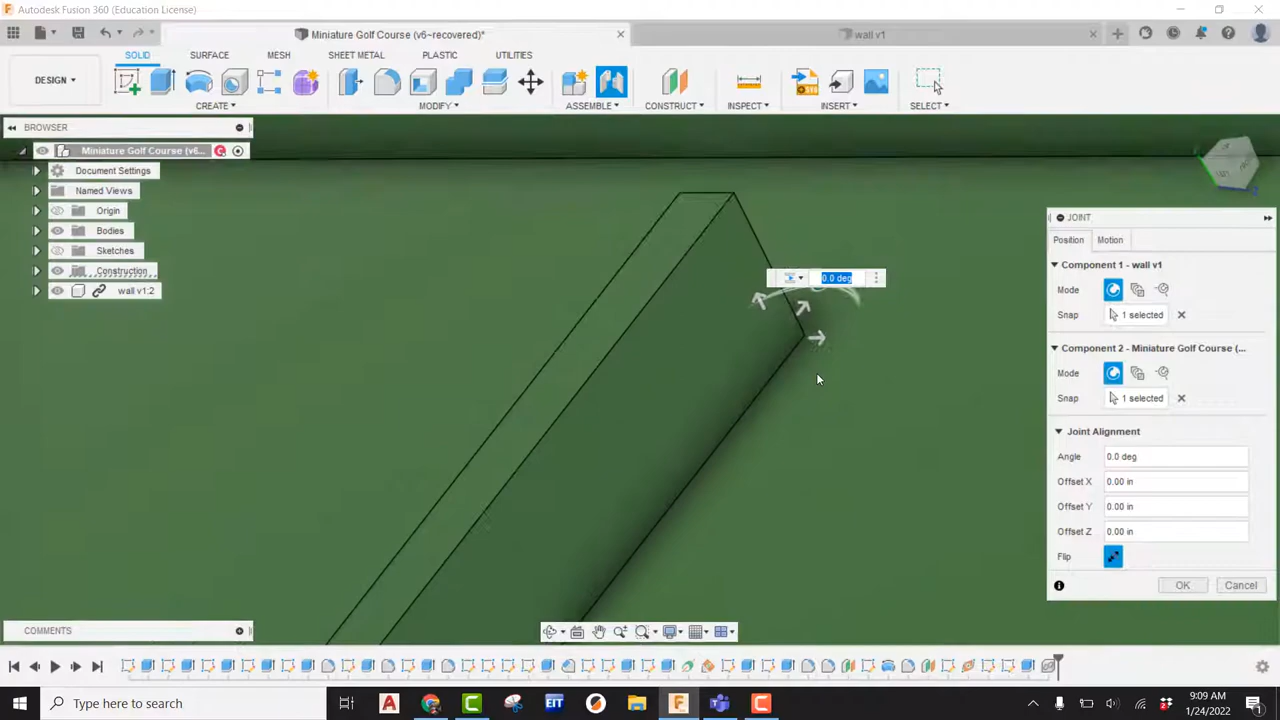 Autodesk Fusion 360 (Education License)
Miniature Golf Course (v6~recovered)*
wall v1
DESIGN
SOLID
SURFACE
MESH
SHEET METAL
PLASTIC
UTILITIES
CREATE
MODIFY
ASSEMBLE
CONSTRUCT
INSPECT
INSERT
SELECT
BROWSER
Miniature Golf Course (v6...
Document Settings
Named Views
Origin
Bodies
Sketches
Construction
wall v1:2
0.0 deg
JOINT
Position
Motion
Component 1 - wall v1
Mode
Snap
1 selected
Component 2 - Miniature Golf Course (...
Mode
Snap
1 selected
Joint Alignment
Angle
0.0 deg
Offset X
0.00 in
Offset Y
0.00 in
Offset Z
0.00 in
Flip
OK
Cancel
COMMENTS
Type here to search
9:09 AM
1/24/2022